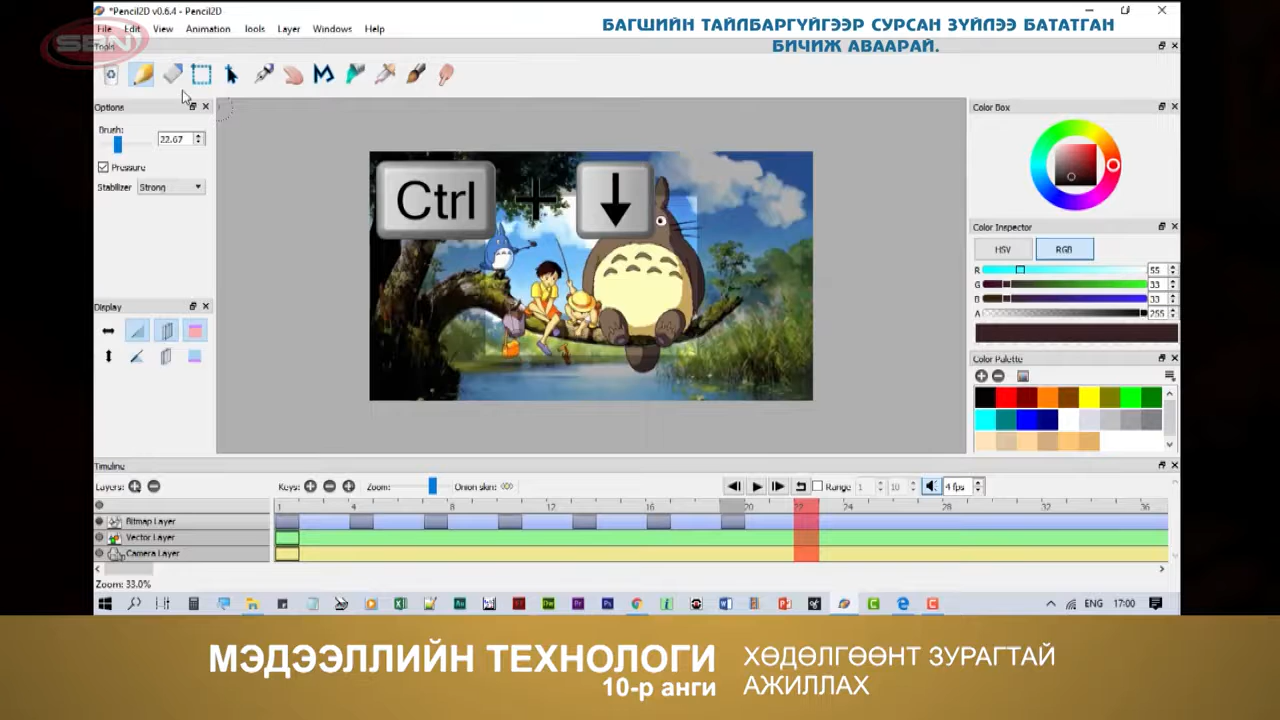 *Pencil2D v0.6.4 - Pencil2D
File Edit View Animation Tools Layer Windows Help
SBN
Tools
БАГШИЙН ТАЙЛБАРГҮЙГЭЭР СУРСАН ЗҮЙЛЭЭ БАТАТГАН
БИЧИЖ АВААРАЙ.
Options
Brush:
22.67
Pressure
Stabilizer Strong
Display
Ctrl + ↓
Color Box
Color Inspector
HSV RGB
R 55
G 33
B 33
A 255
Color Palette
Timeline
Layers: Keys: Zoom: Onion skin: Range 1 10 4 fps
1 4 8 12 16 20 22 24 28 32 36
Bitmap Layer
Vector Layer
Camera Layer
Zoom: 33.0%
ENG 17:00
МЭДЭЭЛЛИЙН ТЕХНОЛОГИ
10-р анги
ХӨДӨЛГӨӨНТ ЗУРАГТАЙ
АЖИЛЛАХ